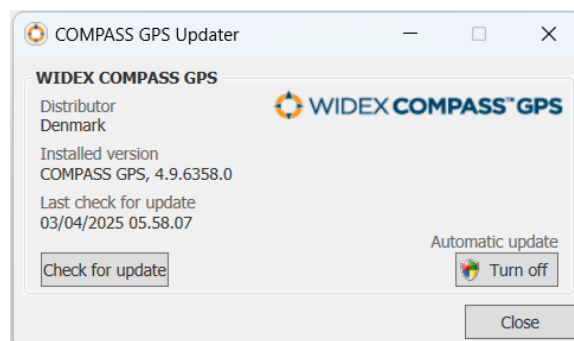 COMPASS GPS Updater
WIDEX COMPASS GPS
WIDEX COMPASS™GPS
Distributor
Denmark
Installed version
COMPASS GPS, 4.9.6358.0
Last check for update
03/04/2025 05.58.07
Automatic update
Check for update
Turn off
Close